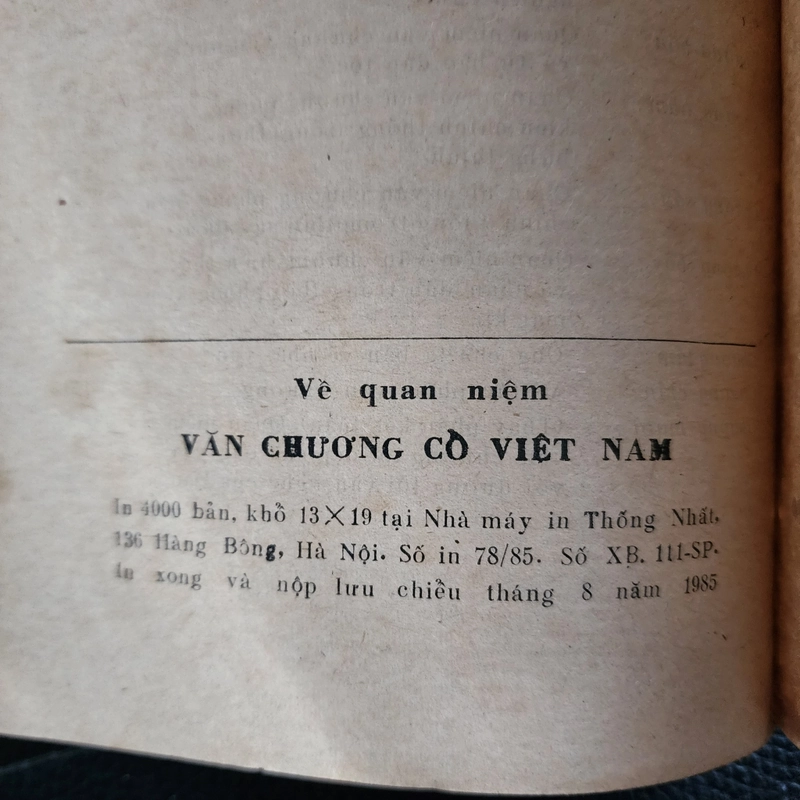 Về quan niệm
VĂN CHƯƠNG CỔ VIỆT NAM
In 4000 bản, khổ 13×19 tại Nhà máy in Thống Nhất,
136 Hàng Bông, Hà Nội. Số in 78/85. Số XB. 111-SP.
in xong và nộp lưu chiều tháng 8 năm 1985